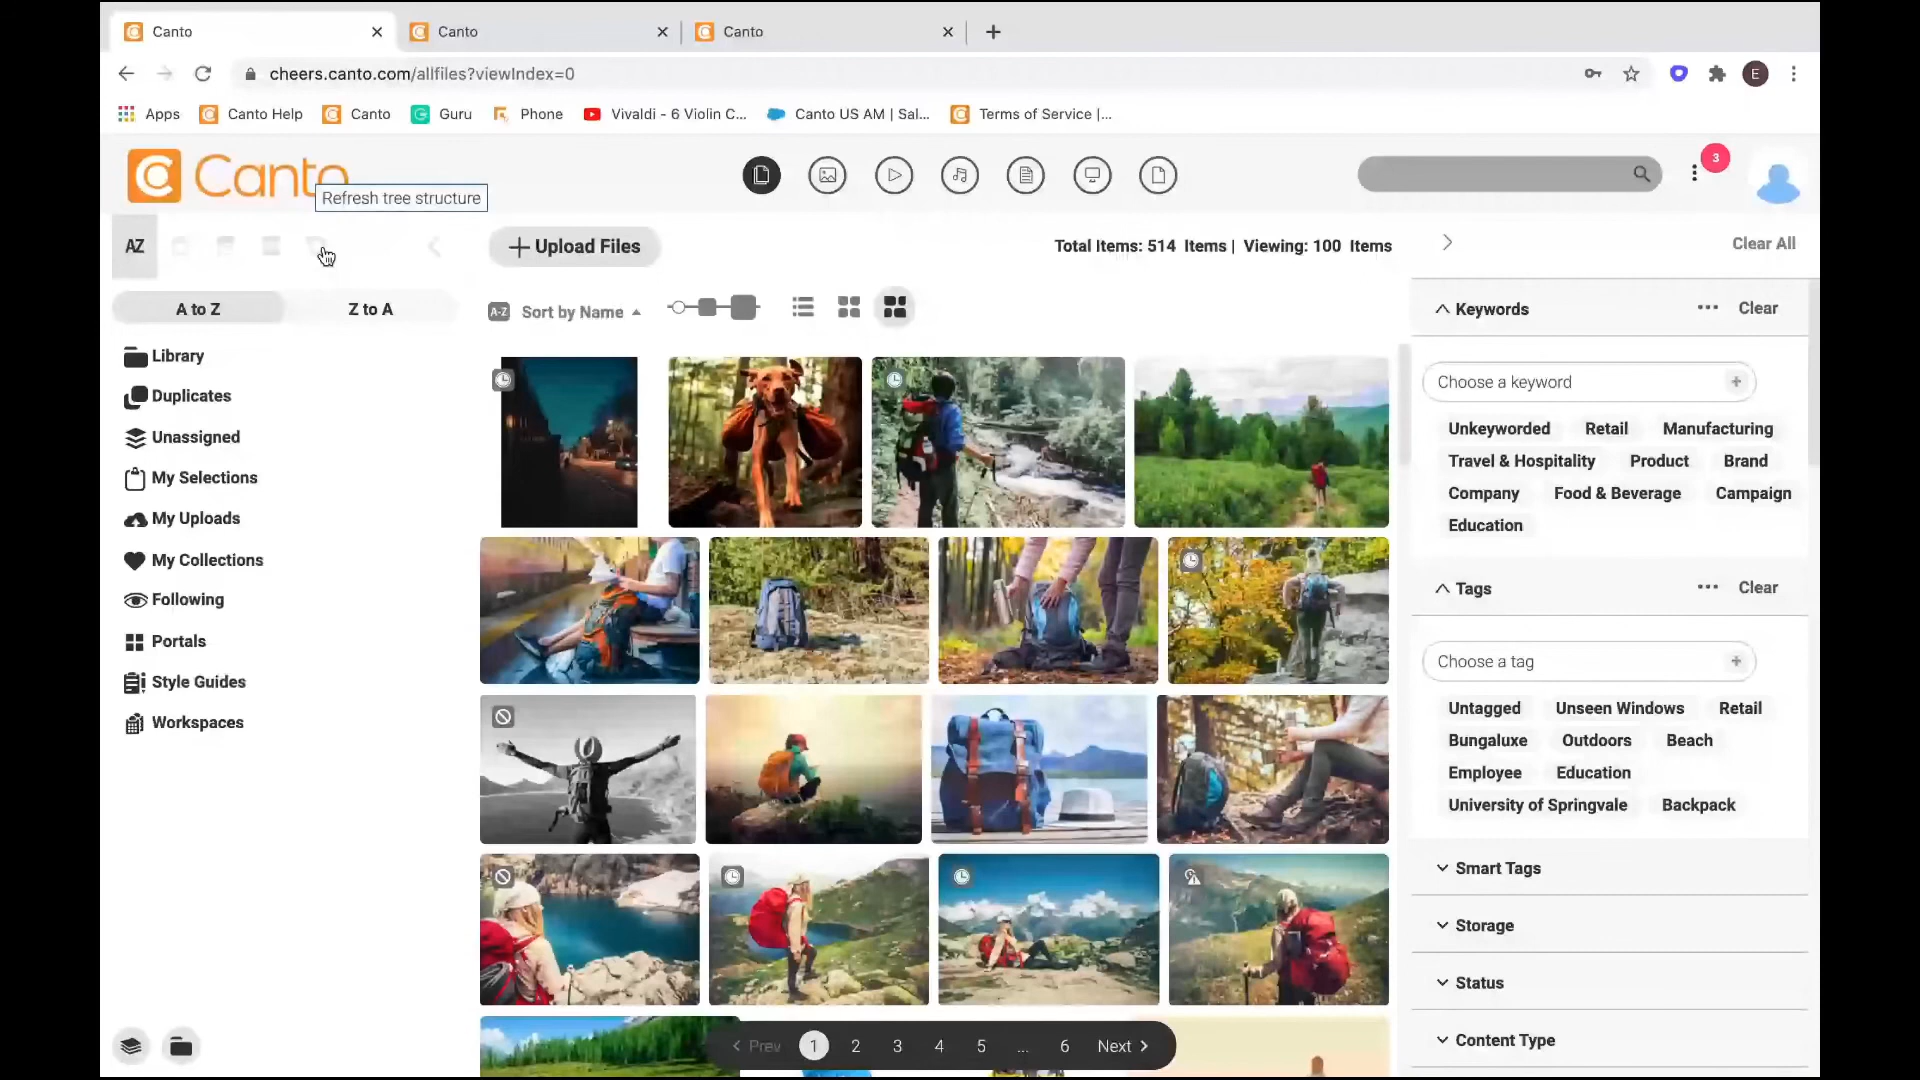 Canto
Canto
Canto
cheers.canto.com/allfiles?viewIndex=0
E
Apps
Canto Help
Canto
Guru
Phone
Vivaldi - 6 Violin C...
Canto US AM | Sal...
Terms of Service |...
Canto
Refresh tree structure
3
AZ
Upload Files
Total Items: 514 Items | Viewing: 100 Items
Clear All
A to Z
Z to A
A-Z
Sort by Name
Library
Duplicates
Unassigned
My Selections
My Uploads
My Collections
Following
Portals
Style Guides
Workspaces
Prev
1
2
3
4
5
...
6
Next
Keywords
Clear
Choose a keyword
Unkeyworded Retail Manufacturing
Travel & Hospitality Product Brand
Company Food & Beverage Campaign
Education
Tags
Clear
Choose a tag
Untagged Unseen Windows Retail
Bungaluxe Outdoors Beach
Employee Education
University of Springvale Backpack
Smart Tags
Storage
Status
Content Type